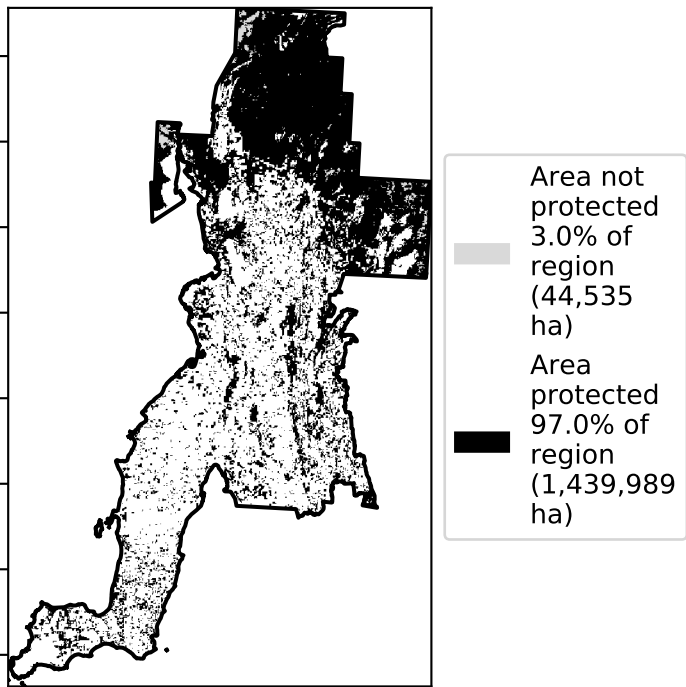 Area not
protected
3.0% of
region
(44,535
ha)
Area
protected
97.0% of
region
(1,439,989
ha)